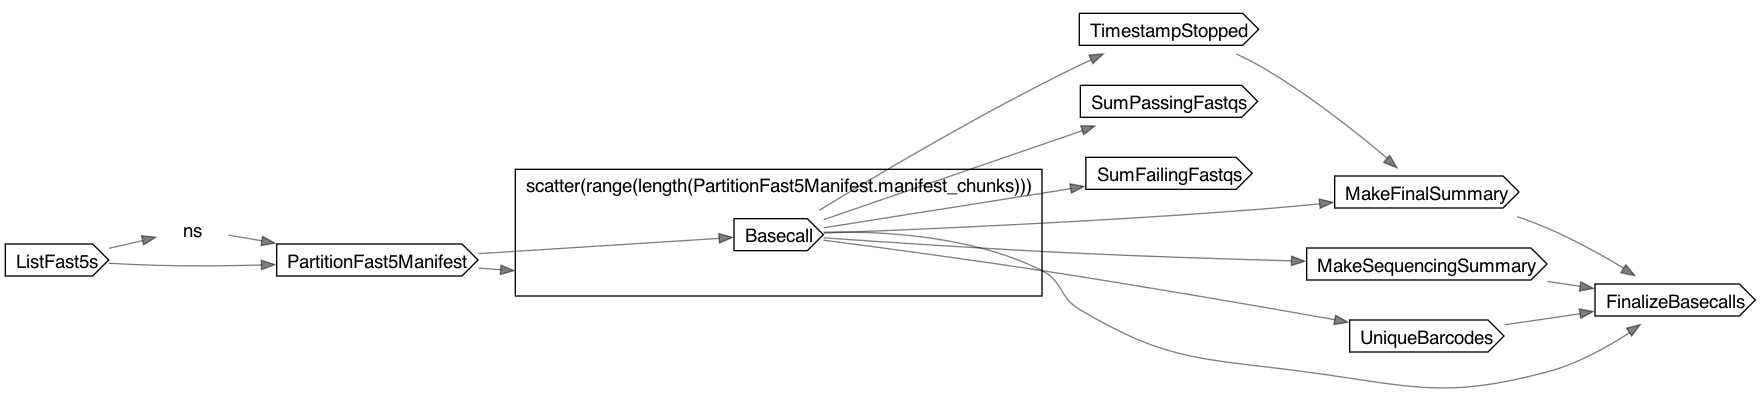 TimestampStopped
SumPassingFastqs
SumFailingFastqs
scatter(range(length(PartitionFast5Manifest.manifest_chunks)))
MakeFinalSummary
ns
Basecall
ListFast5s
PartitionFast5Manifest
MakeSequencingSummary
FinalizeBasecalls
UniqueBarcodes